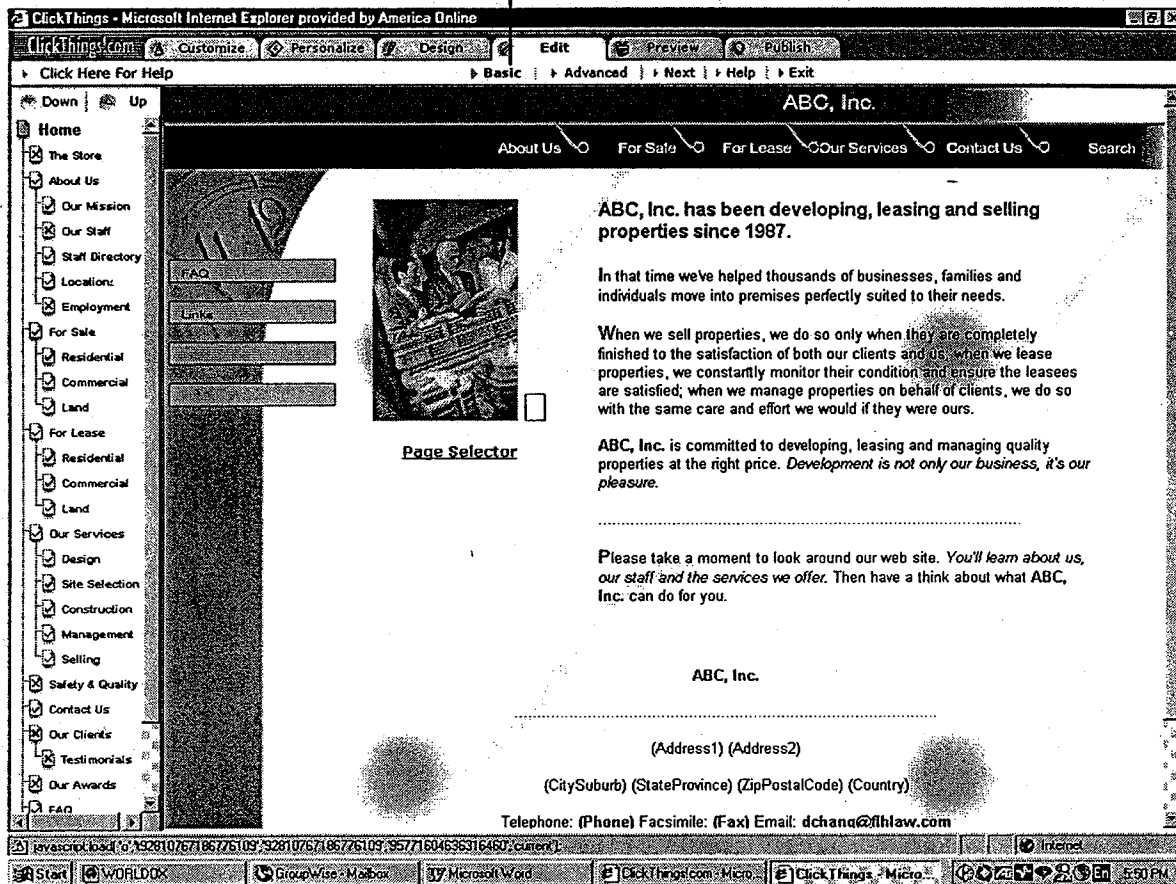 ClickThings - Microsoft Internet Explorer provided by America Online
ClickThings.com Customize Personalize Design Edit Preview Publish
Click Here For Help Basic Advanced Next Help Exit
Down Up
Home
The Store
About Us
Our Mission
Our Staff
Staff Directory
Locations
Employment
For Sale
Residential
Commercial
Land
For Lease
Residential
Commercial
Land
Our Services
Design
Site Selection
Construction
Management
Selling
Safety & Quality
Contact Us
Our Clients
Testimonials
Our Awards
FAQ
ABC, Inc.
About Us For Sale For Lease Our Services Contact Us Search
FAQ
Links
Page Selector
ABC, Inc. has been developing, leasing and selling
properties since 1987.
In that time we've helped thousands of businesses, families and
individuals move into premises perfectly suited to their needs.
When we sell properties, we do so only when they are completely
finished to the satisfaction of both our clients and us; when we lease
properties, we constantly monitor their condition and ensure the leasees
are satisfied; when we manage properties on behalf of clients, we do so
with the same care and effort we would if they were ours.
ABC, Inc. is committed to developing, leasing and managing quality
properties at the right price. Development is not only our business, it's our
pleasure.
Please take a moment to look around our web site. You'll learn about us,
our staff and the services we offer. Then have a think about what ABC,
Inc. can do for you.
ABC, Inc.
(Address1) (Address2)
(CitySuburb) (StateProvince) (ZipPostalCode) (Country)
Telephone: (Phone) Facsimile: (Fax) Email: dchang@flhlaw.com
Internet
Start WORLDOX GroupWise - Mailbox Microsoft Word ClickThings!com - Micro... ClickThings - Micro... 5:50 PM